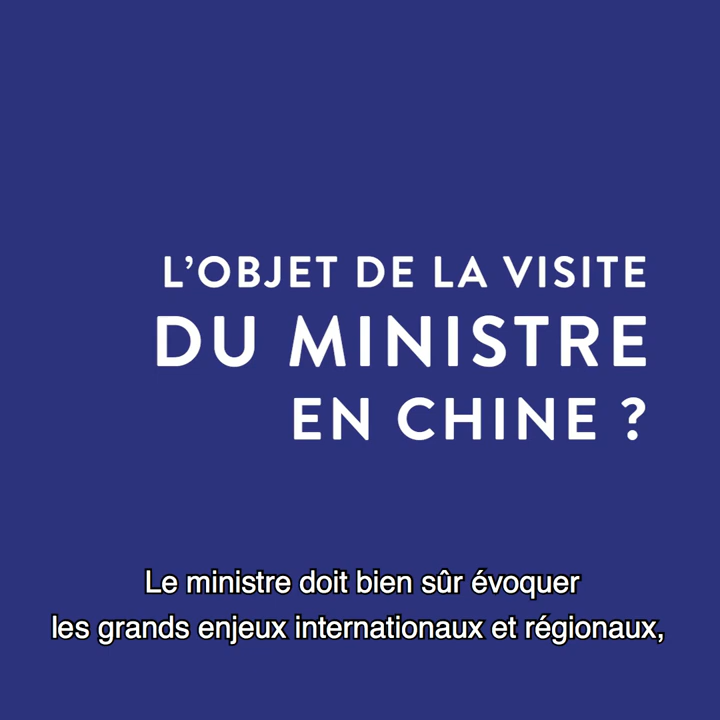 L’OBJET DE LA VISITE
DU MINISTRE
EN CHINE ?
Le ministre doit bien sûr évoquer
les grands enjeux internationaux et régionaux,